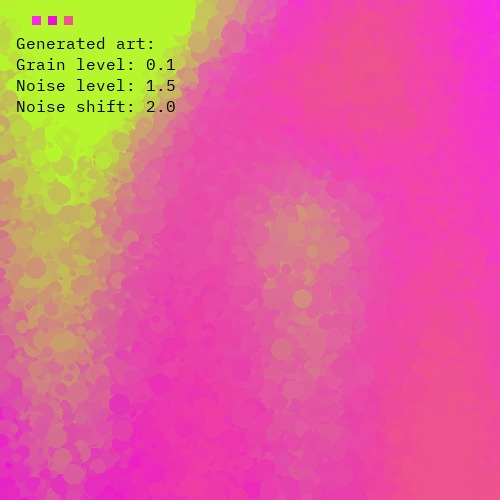 Generated art:
Grain level: 0.1
Noise level: 1.5
Noise shift: 2.0